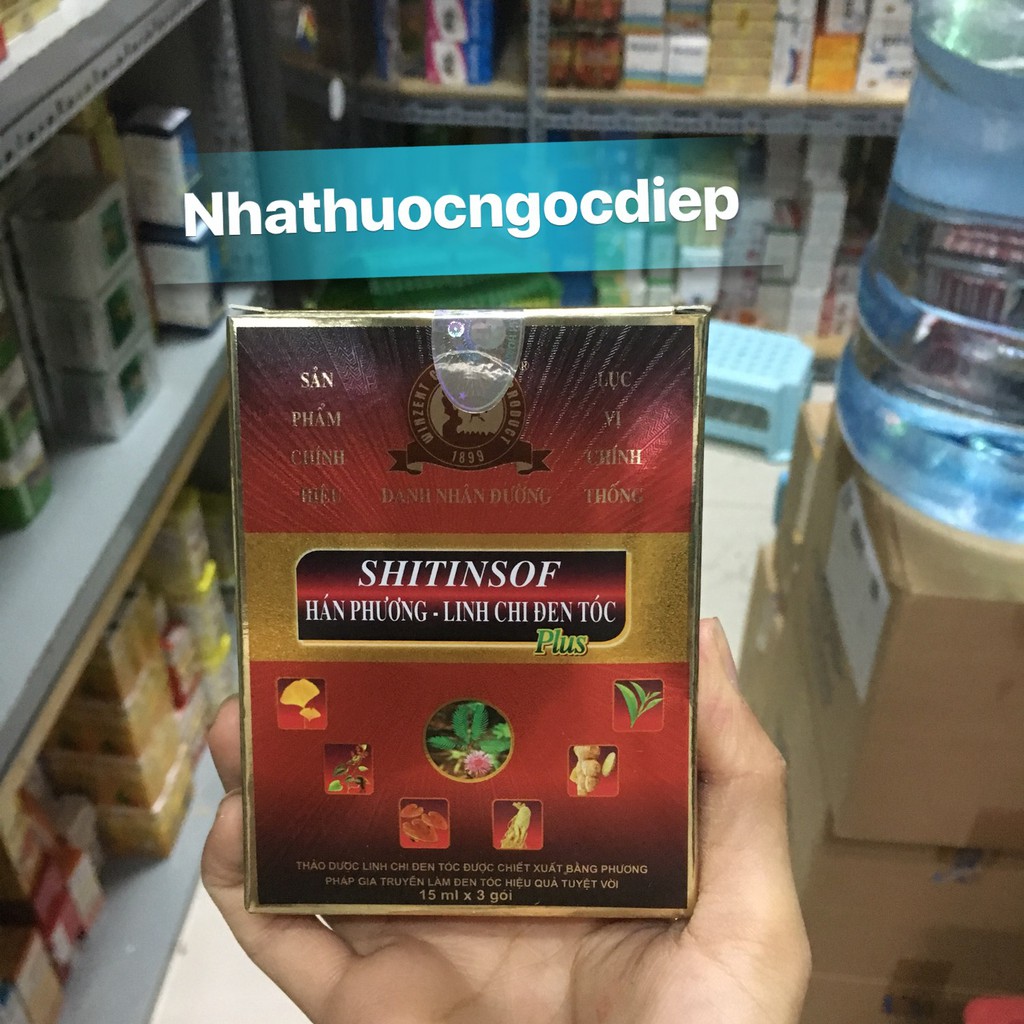 Nhathuocngocdiep
SẢN
PHẨM
CHÍNH
HIỆU
®
WINZENT
PRODUCT
1899
DANH NHÂN ĐƯỜNG
LỤC
VỊ
CHÍNH
THỐNG
SHITINSOF
HÁN PHƯƠNG - LINH CHI ĐEN TÓC
Plus
THẢO DƯỢC LINH CHI ĐEN TÓC ĐƯỢC CHIẾT XUẤT BẰNG PHƯƠNG
PHÁP GIA TRUYỀN LÀM ĐEN TÓC HIỆU QUẢ TUYỆT VỜI
15 ml x 3 gói